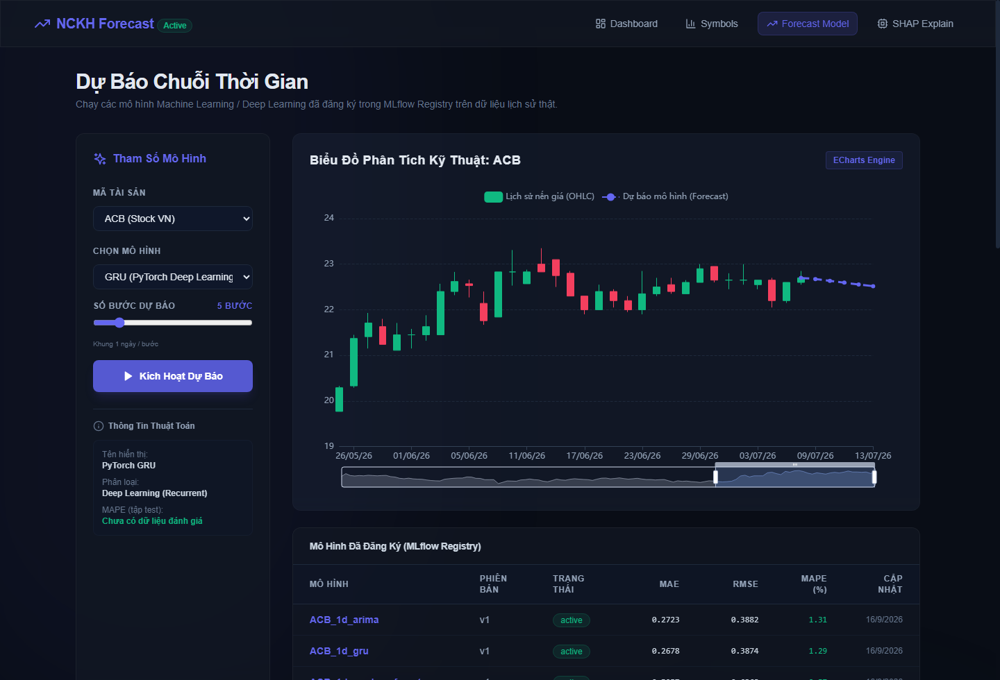 NCKH Forecast
Active
Dashboard
Symbols
Forecast Model
SHAP Explain
Dự Báo Chuỗi Thời Gian
Chạy các mô hình Machine Learning / Deep Learning đã đăng ký trong MLflow Registry trên dữ liệu lịch sử thật.
Tham Số Mô Hình
MÃ TÀI SẢN
ACB (Stock VN)
CHỌN MÔ HÌNH
GRU (PyTorch Deep Learning
SỐ BƯỚC DỰ BÁO
5 BƯỚC
Khung 1 ngày / bước
Kích Hoạt Dự Báo
Thông Tin Thuật Toán
Tên hiển thị:
PyTorch GRU
Phân loại:
Deep Learning (Recurrent)
MAPE (tập test):
Chưa có dữ liệu đánh giá
Biểu Đồ Phân Tích Kỹ Thuật: ACB
ECharts Engine
Lịch sử nến giá (OHLC)
Dự báo mô hình (Forecast)
24
23
22
21
20
19
26/05/26
01/06/26
05/06/26
11/06/26
17/06/26
23/06/26
29/06/26
03/07/26
09/07/26
13/07/26
Mô Hình Đã Đăng Ký (MLflow Registry)
MÔ HÌNH
PHIÊN BẢN
TRẠNG THÁI
MAE
RMSE
MAPE (%)
CẬP NHẬT
ACB_1d_arima
v1
active
0.2723
0.3882
1.31
16/9/2026
ACB_1d_gru
v1
active
0.2678
0.3874
1.29
16/9/2026